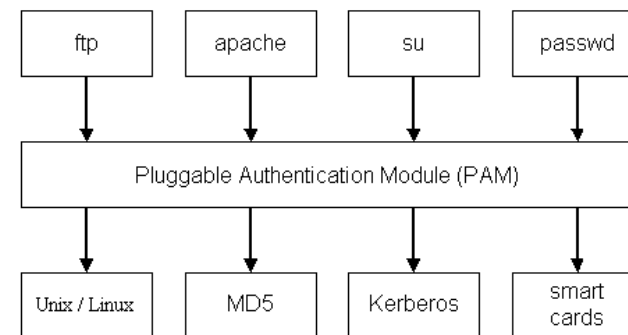 ftp
apache
su
passwd
Pluggable Authentication Module (PAM)
Unix / Linux
MD5
Kerberos
smart
cards